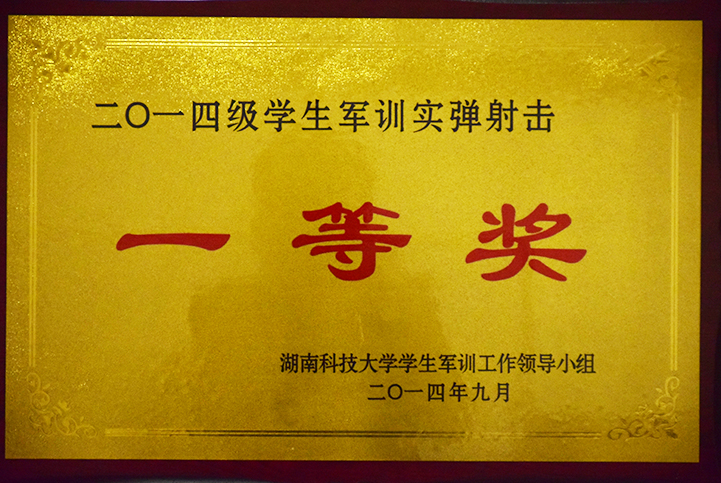 二〇一四级学生军训实弹射击
一等奖
湖南科技大学学生军训工作领导小组
二〇一四年九月